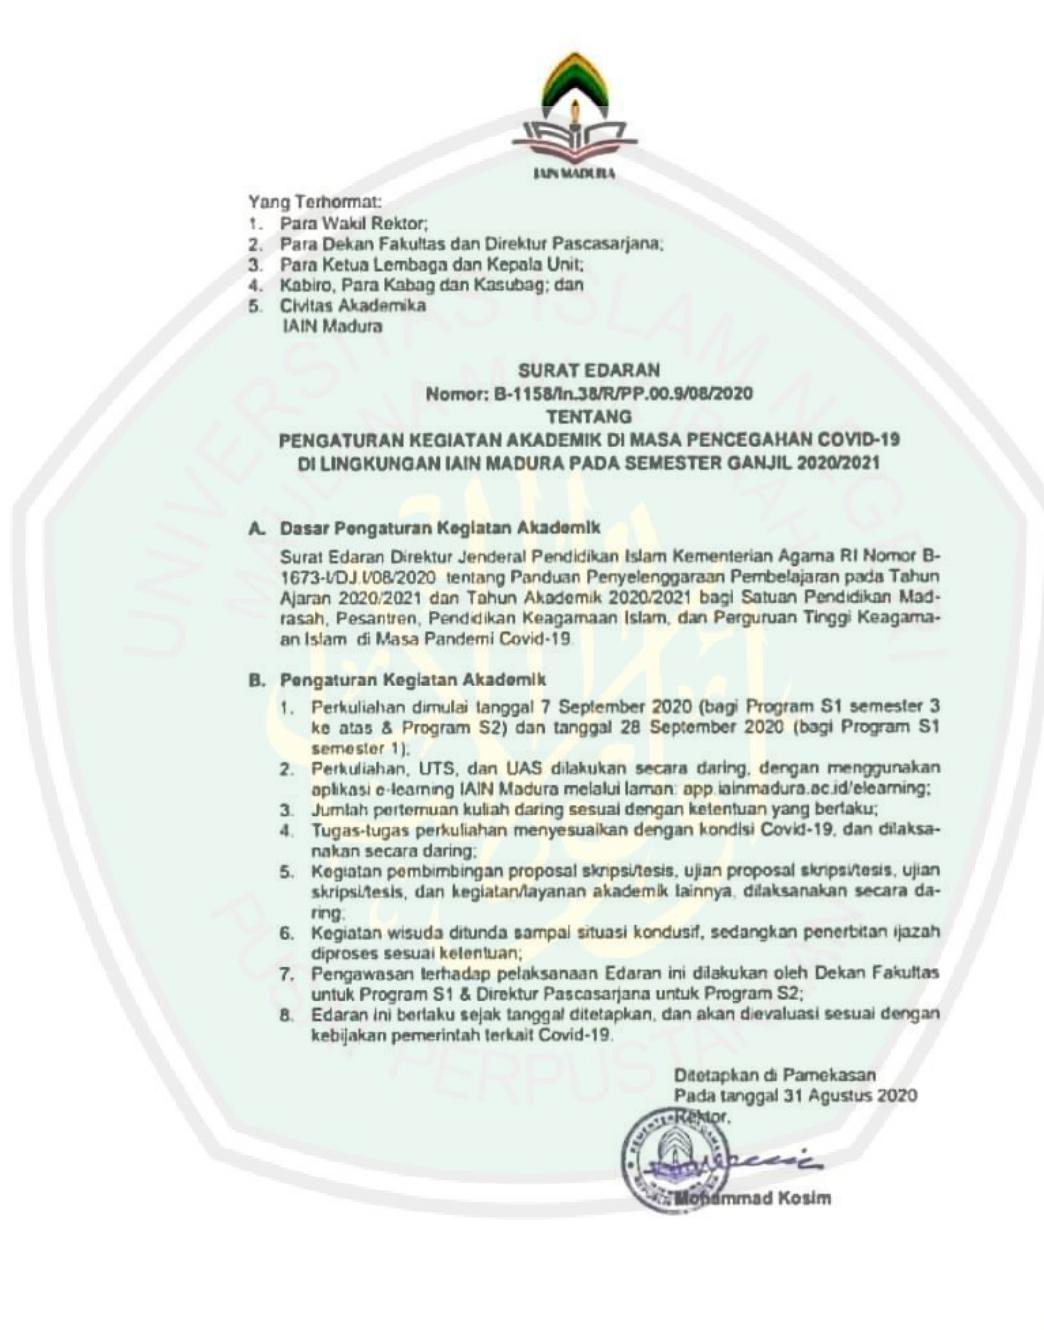 IAIN MADURA
Yang Terhormat:
1. Para Wakil Rektor;
2. Para Dekan Fakultas dan Direktur Pascasarjana;
3. Para Ketua Lembaga dan Kepala Unit;
4. Kabiro, Para Kabag dan Kasubag; dan
5. Civitas Akademika
IAIN Madura
SURAT EDARAN
Nomor: B-1158/In.38/R/PP.00.9/08/2020
TENTANG
PENGATURAN KEGIATAN AKADEMIK DI MASA PENCEGAHAN COVID-19
DI LINGKUNGAN IAIN MADURA PADA SEMESTER GANJIL 2020/2021
A. Dasar Pengaturan Kegiatan Akademik
Surat Edaran Direktur Jenderal Pendidikan Islam Kementerian Agama RI Nomor B-
1673-I/DJ.I/08/2020 tentang Panduan Penyelenggaraan Pembelajaran pada Tahun
Ajaran 2020/2021 dan Tahun Akademik 2020/2021 bagi Satuan Pendidikan Mad-
rasah, Pesantren, Pendidikan Keagamaan Islam, dan Perguruan Tinggi Keagama-
an Islam di Masa Pandemi Covid-19.
B. Pengaturan Kegiatan Akademik
1. Perkuliahan dimulai tanggal 7 September 2020 (bagi Program S1 semester 3
ke atas & Program S2) dan tanggal 28 September 2020 (bagi Program S1
semester 1);
2. Perkuliahan, UTS, dan UAS dilakukan secara daring, dengan menggunakan
aplikasi e-learning IAIN Madura melalui laman: app.iainmadura.ac.id/elearning;
3. Jumlah pertemuan kuliah daring sesuai dengan ketentuan yang berlaku;
4. Tugas-tugas perkuliahan menyesuaikan dengan kondisi Covid-19, dan dilaksa-
nakan secara daring;
5. Kegiatan pembimbingan proposal skripsi/tesis, ujian proposal skripsi/tesis, ujian
skripsi/tesis, dan kegiatan/layanan akademik lainnya, dilaksanakan secara da-
ring;
6. Kegiatan wisuda ditunda sampai situasi kondusif, sedangkan penerbitan ijazah
diproses sesuai ketentuan;
7. Pengawasan terhadap pelaksanaan Edaran ini dilakukan oleh Dekan Fakultas
untuk Program S1 & Direktur Pascasarjana untuk Program S2;
8. Edaran ini berlaku sejak tanggal ditetapkan, dan akan dievaluasi sesuai dengan
kebijakan pemerintah terkait Covid-19.
Ditetapkan di Pamekasan
Pada tanggal 31 Agustus 2020
Rektor,
Mohammad Kosim
UNIVERSITAS ISLAM NEGERI
MAULANA MALIK IBRAHIM
PUSAT PERPUSTAKAAN